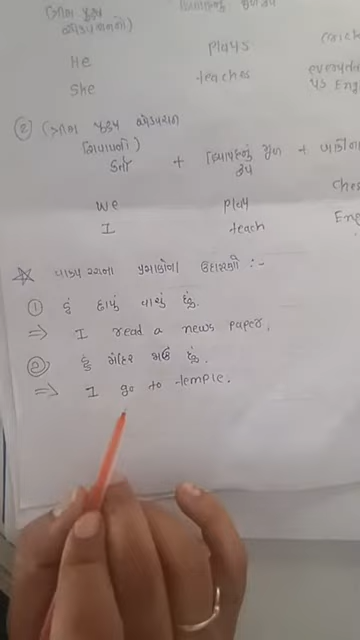 (ત્રીજો પુરુષ
એકવચનનો)
He plays
She teaches
② (ત્રીજો પુરુષ એકવચન
સિવાયનો)
કર્તા + ક્રિયાપદનું મૂળ +
રૂપ
We play
I teach
વાક્ય રચના પ્રમાણેના ઉદાહરણો :-
① હું છાપું વાંચું છું.
⇒ I read a news paper.
② હું મંદિર જાઉં છું.
⇒ I go to temple.